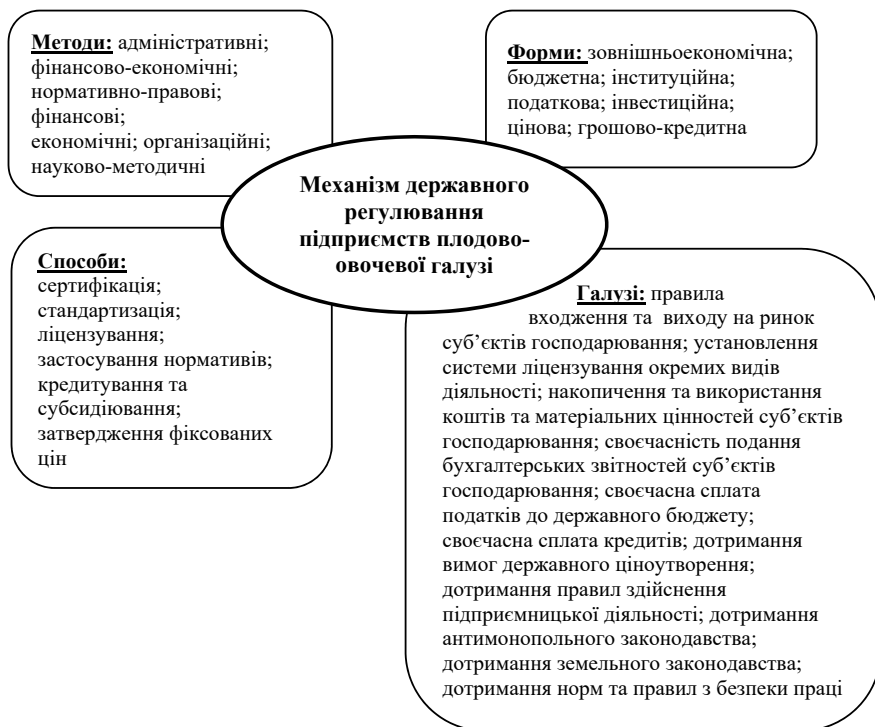 Методи: адміністративні;
фінансово-економічні;
нормативно-правові;
фінансові;
економічні; організаційні;
науково-методичні
Форми: зовнішньоекономічна;
бюджетна; інституційна;
податкова; інвестиційна;
цінова; грошово-кредитна
Механізм державного
регулювання
підприємств плодово-
овочевої галузі
Способи:
сертифікація;
стандартизація;
ліцензування;
застосування нормативів;
кредитування та
субсидіювання;
затвердження фіксованих
цін
Галузі: правила
входження та виходу на ринок
суб’єктів господарювання; установлення
системи ліцензування окремих видів
діяльності; накопичення та використання
коштів та матеріальних цінностей суб’єктів
господарювання; своєчасність подання
бухгалтерських звітностей суб’єктів
господарювання; своєчасна сплата
податків до державного бюджету;
своєчасна сплата кредитів; дотримання
вимог державного ціноутворення;
дотримання правил здійснення
підприємницької діяльності; дотримання
антимонопольного законодавства;
дотримання земельного законодавства;
дотримання норм та правил з безпеки праці